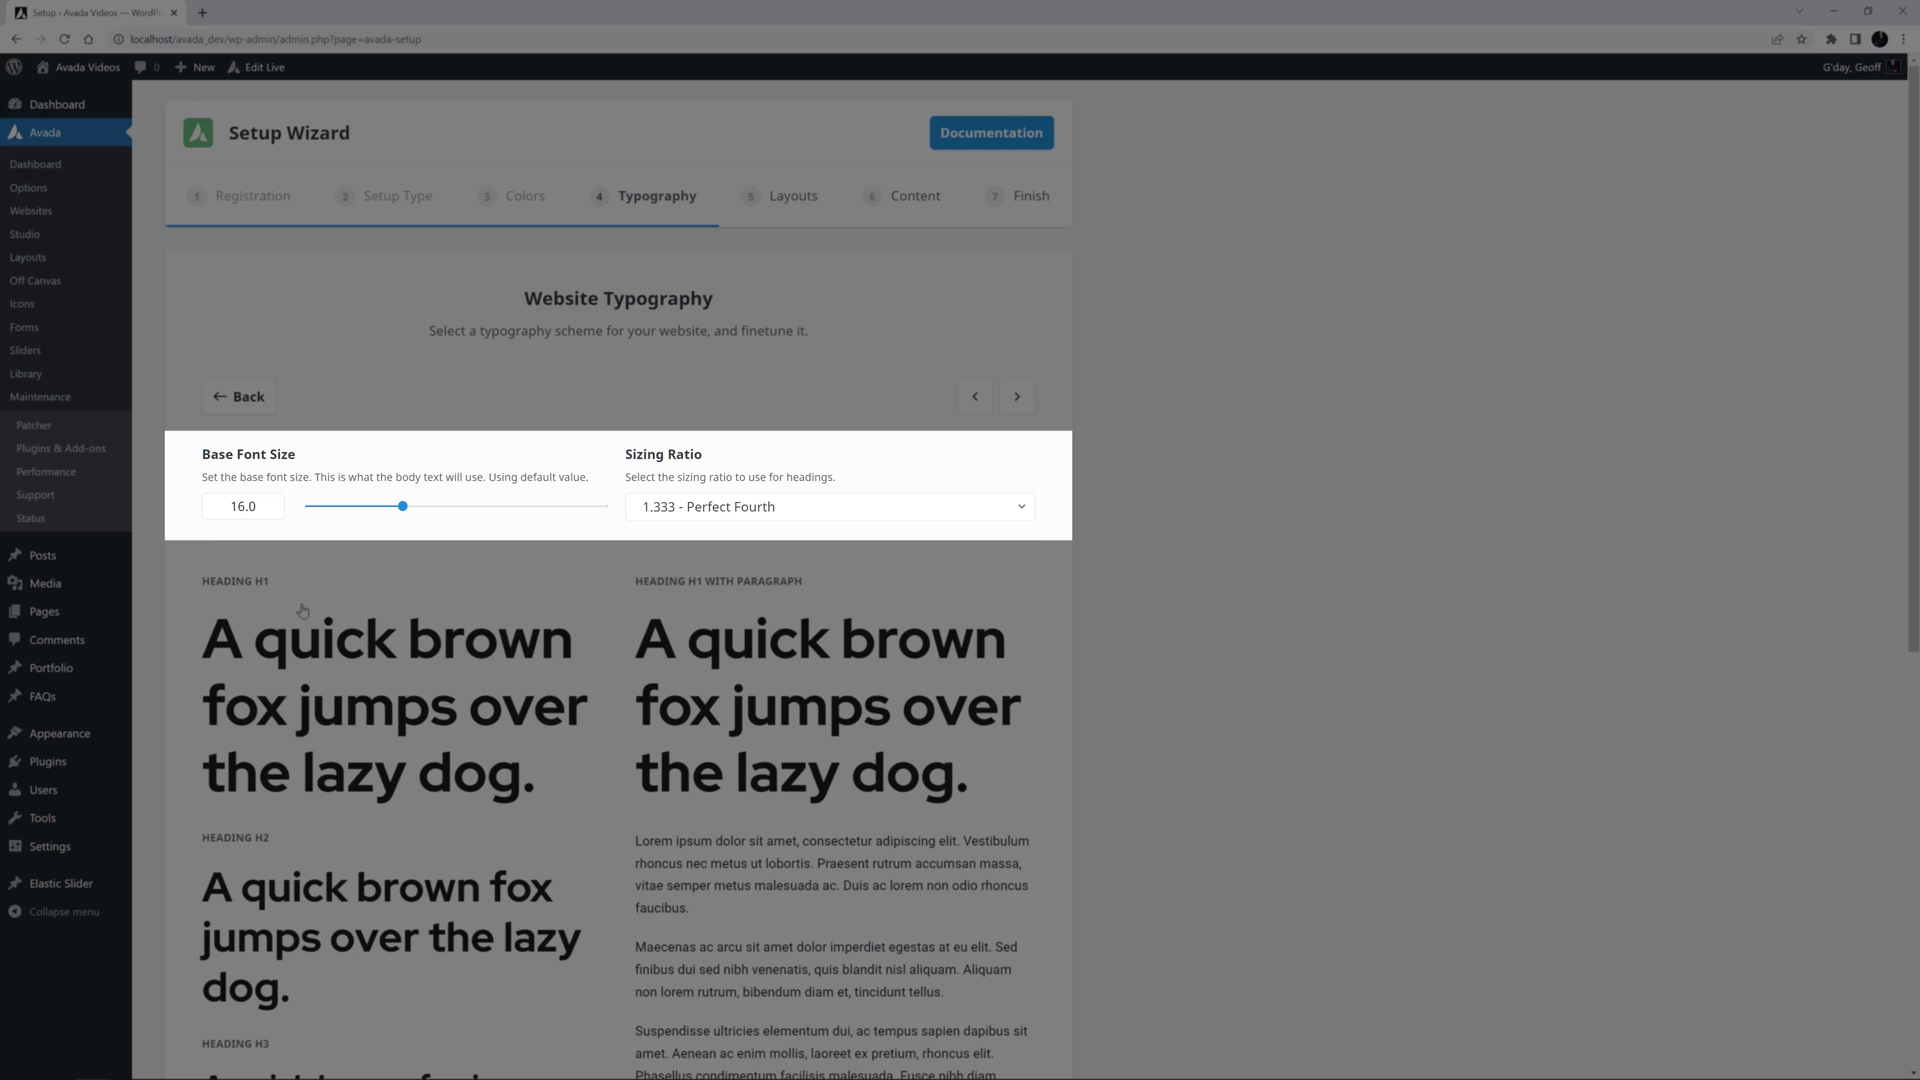 Setup ‹ Avada Videos — WordPr
localhost/avada_dev/wp-admin/admin.php?page=avada-setup
Avada Videos
0
New
Edit Live
G'day, Geoff
Dashboard
Avada
Dashboard
Options
Websites
Studio
Layouts
Off Canvas
Icons
Forms
Sliders
Library
Maintenance
Patcher
Plugins & Add-ons
Performance
Support
Status
Posts
Media
Pages
Comments
Portfolio
FAQs
Appearance
Plugins
Users
Tools
Settings
Elastic Slider
Collapse menu
Setup Wizard
Documentation
1 Registration
2 Setup Type
3 Colors
4 Typography
5 Layouts
6 Content
7 Finish
Website Typography
Select a typography scheme for your website, and finetune it.
Back
Base Font Size
Set the base font size. This is what the body text will use. Using default value.
16.0
Sizing Ratio
Select the sizing ratio to use for headings.
1.333 - Perfect Fourth
HEADING H1
A quick brown
fox jumps over
the lazy dog.
HEADING H2
A quick brown fox
jumps over the lazy
dog.
HEADING H3
HEADING H1 WITH PARAGRAPH
A quick brown
fox jumps over
the lazy dog.
Lorem ipsum dolor sit amet, consectetur adipiscing elit. Vestibulum
rhoncus nec metus ut lobortis. Praesent rutrum accumsan massa,
vitae semper metus malesuada ac. Duis ac lorem non odio rhoncus
faucibus.
Maecenas ac arcu sit amet dolor imperdiet egestas at eu elit. Sed
finibus dui sed nibh venenatis, quis blandit nisl aliquam. Aliquam
non lorem rutrum, bibendum diam et, tincidunt tellus.
Suspendisse ultricies elementum dui, ac tempus sapien dapibus sit
amet. Aenean ac enim mollis, laoreet ex pretium, rhoncus elit.
Phasellus condimentum facilisis malesuada. Fusce nibh diam